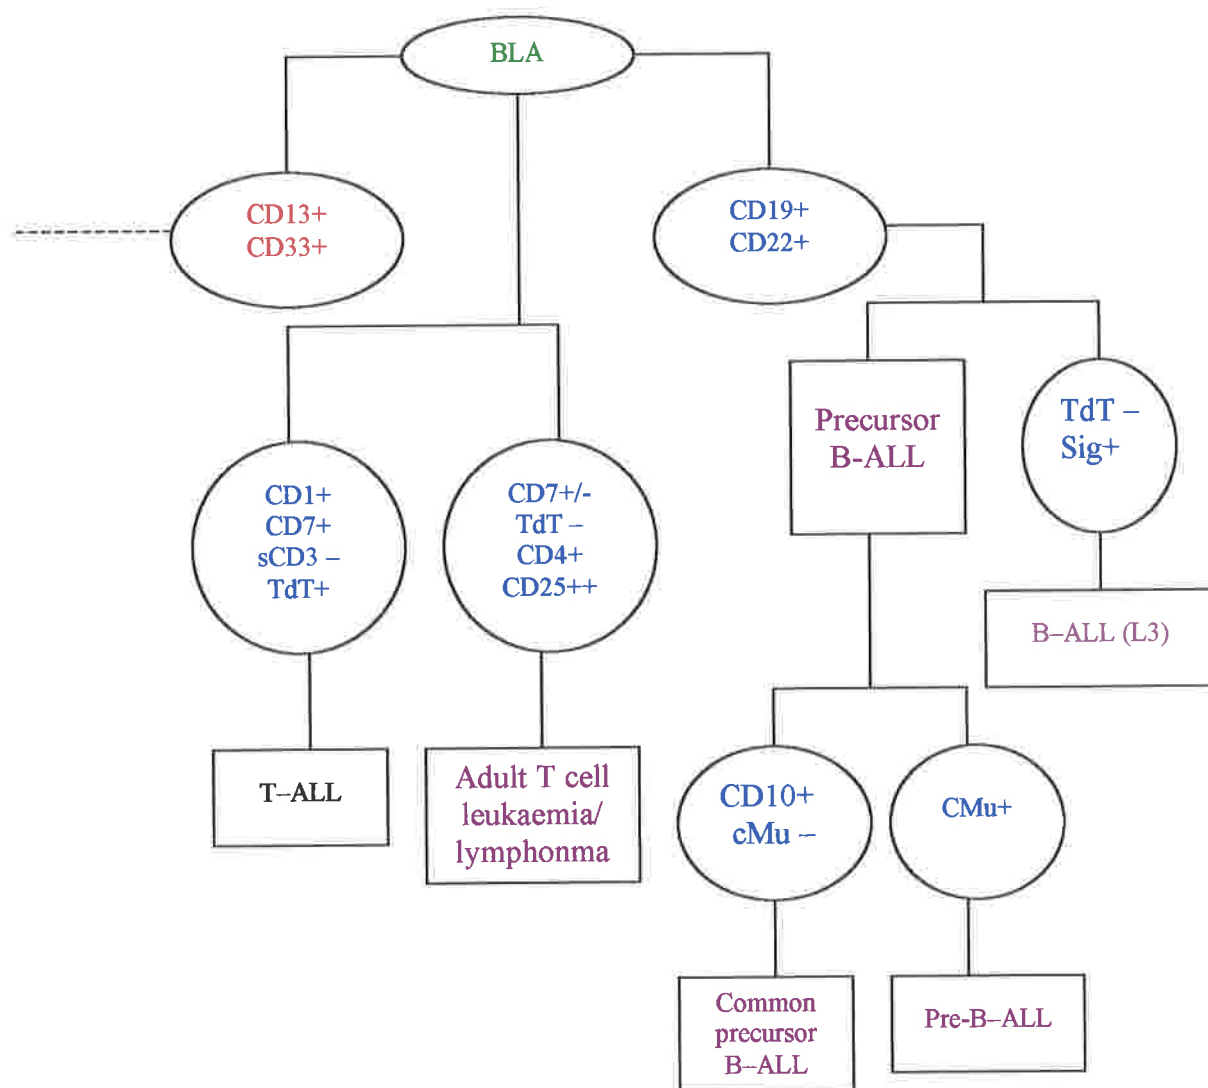 BLA
CD13+
CD33+
CD19+
CD22+
Precursor
B-ALL
TdT –
Sig+
CD1+
CD7+
sCD3 –
TdT+
CD7+/-
TdT –
CD4+
CD25++
B–ALL (L3)
T–ALL
Adult T cell
leukaemia/
lymphonma
CD10+
cMu –
CMu+
Common
precursor
B–ALL
Pre-B–ALL